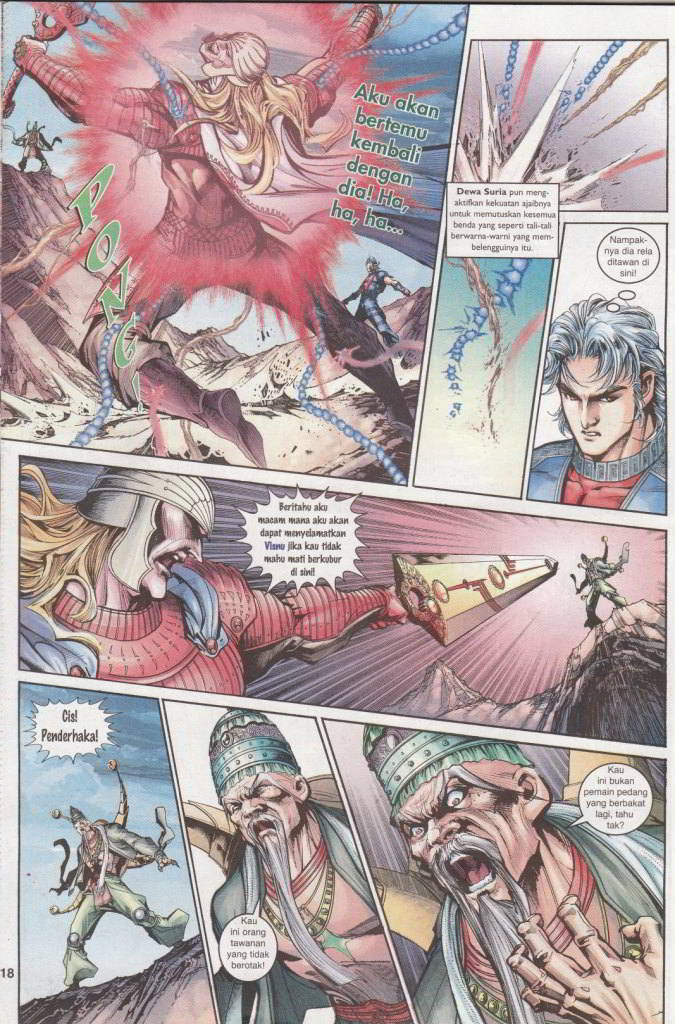 Aku akan
bertemu
kembali
dengan
dia! Ha,
ha, ha...
PONG
Dewa Suria pun meng-
aktifkan kekuatan ajaibnya
untuk memutuskan kesemua
benda yang seperti tali-tali
berwarna-warni yang mem-
belengguinya itu.
Nampak-
nya dia rela
ditawan di
sini!
Beritahu aku
macam mana aku akan
dapat menyelamatkan
Visnu jika kau tidak
mahu mati berkubur
di sini!
Cis!
Penderhaka!
Kau
ini orang
tawanan
yang tidak
berotak!
Kau
ini bukan
pemain pedang
yang berbakat
lagi, tahu
tak?
18